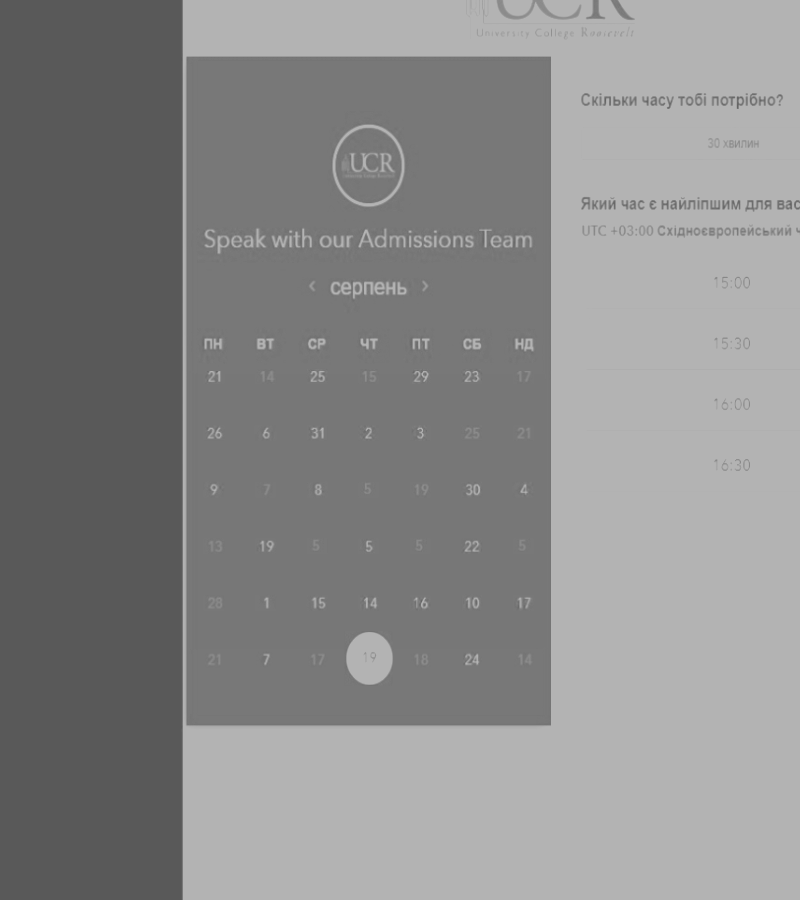 UCR
University College Roosevelt
UCR
Speak with our Admissions Team
‹ серпень ›
ПН ВТ СР ЧТ ПТ СБ НД
21 14 25 15 29 23 17
26 6 31 2 3 25 21
9 7 8 5 19 30 4
13 19 5 5 5 22 5
28 1 15 14 16 10 17
21 7 17 19 18 24 14
Скільки часу тобі потрібно?
30 хвилин
Який час є найліпшим для вас
UTC +03:00 Східноєвропейський ч
15:00
15:30
16:00
16:30